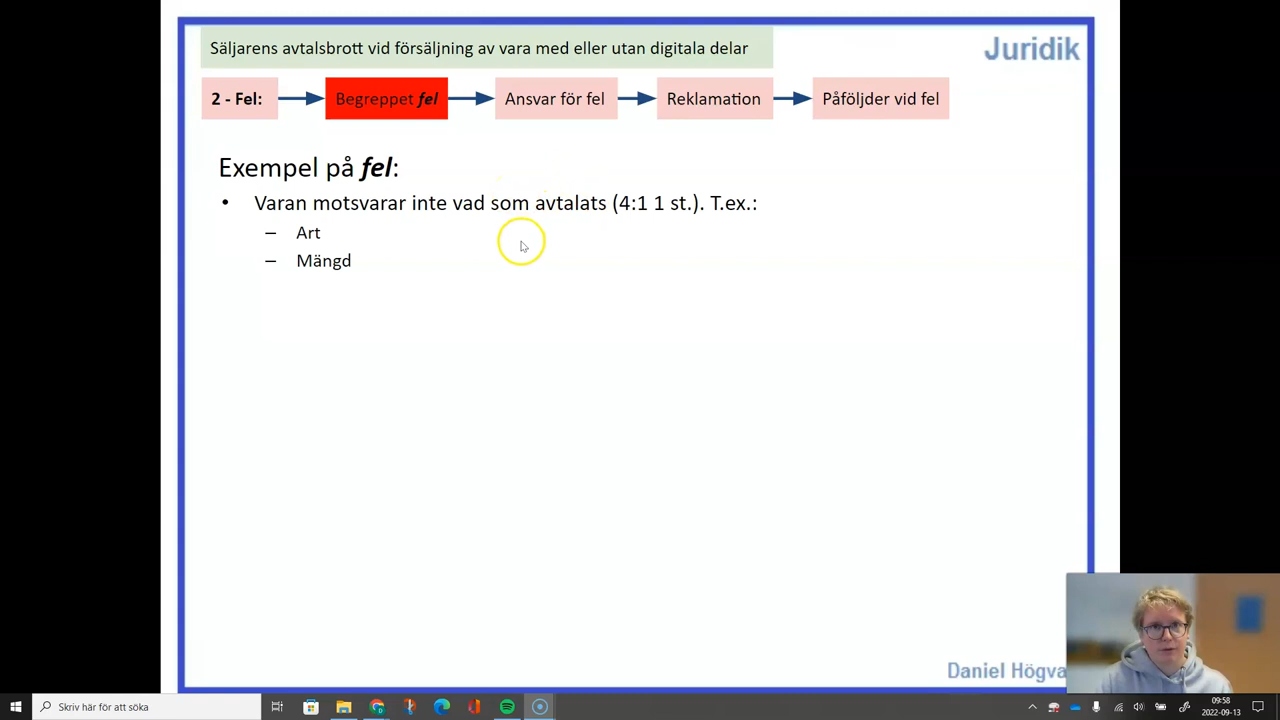 Säljarens avtalsbrott vid försäljning av vara med eller utan digitala delar
Juridik
2 - Fel:
Begreppet fel
Ansvar för fel
Reklamation
Påföljder vid fel
Exempel på fel:
• Varan motsvarar inte vad som avtalats (4:1 1 st.). T.ex.:
– Art
– Mängd
Daniel Högva
Skriv här för att söka
09:58
2022-09-13